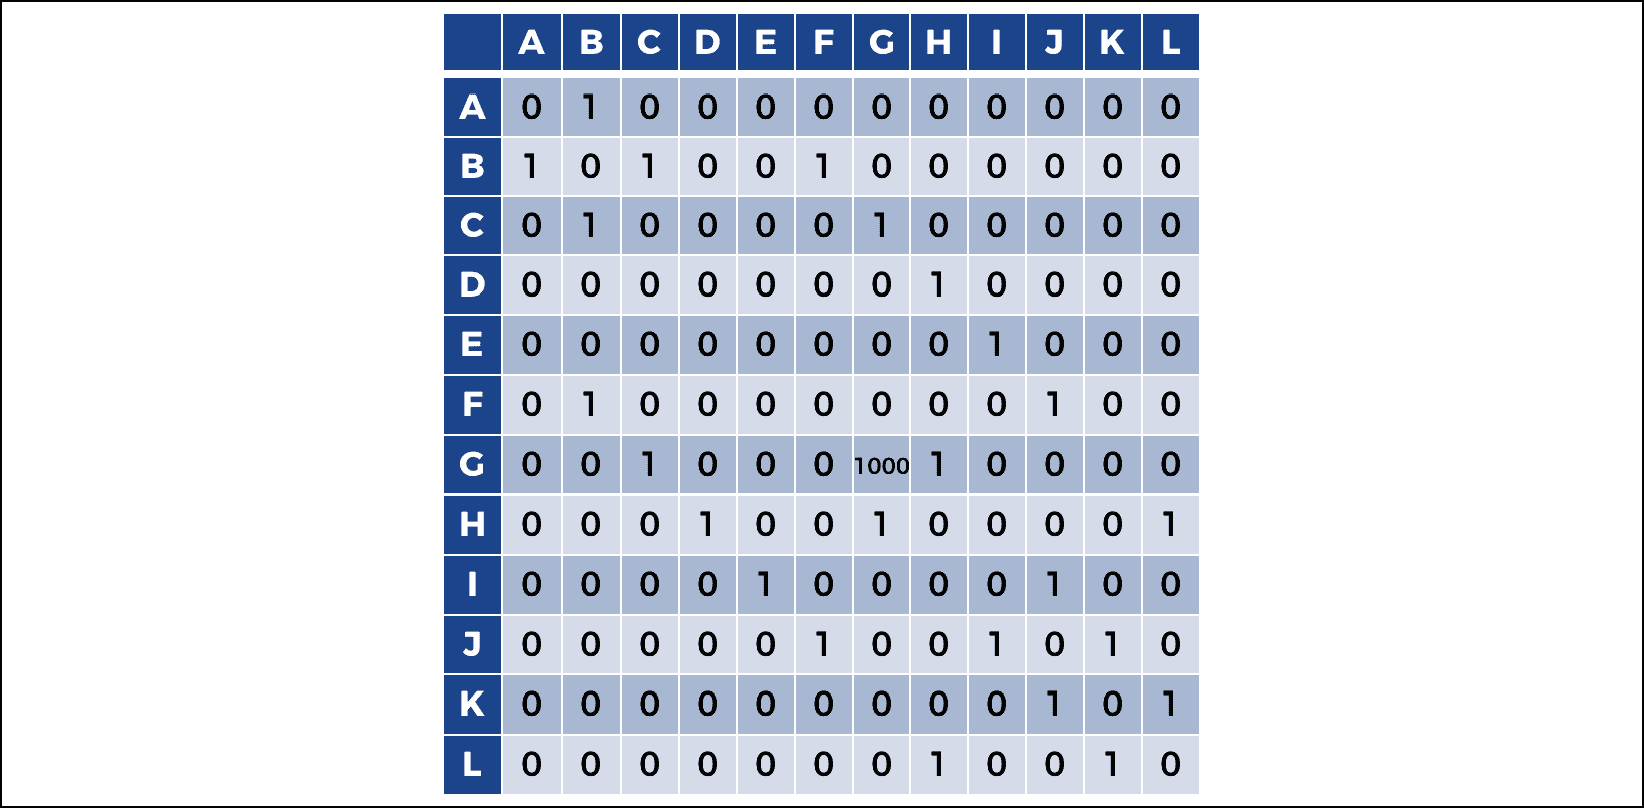 A B C D E F G H I J K L
A 0 1 0 0 0 0 0 0 0 0 0 0
B 1 0 1 0 0 1 0 0 0 0 0 0
C 0 1 0 0 0 0 1 0 0 0 0 0
D 0 0 0 0 0 0 0 1 0 0 0 0
E 0 0 0 0 0 0 0 0 1 0 0 0
F 0 1 0 0 0 0 0 0 0 1 0 0
G 0 0 1 0 0 0 1000 1 0 0 0 0
H 0 0 0 1 0 0 1 0 0 0 0 1
I 0 0 0 0 1 0 0 0 0 1 0 0
J 0 0 0 0 0 1 0 0 1 0 1 0
K 0 0 0 0 0 0 0 0 0 1 0 1
L 0 0 0 0 0 0 0 1 0 0 1 0